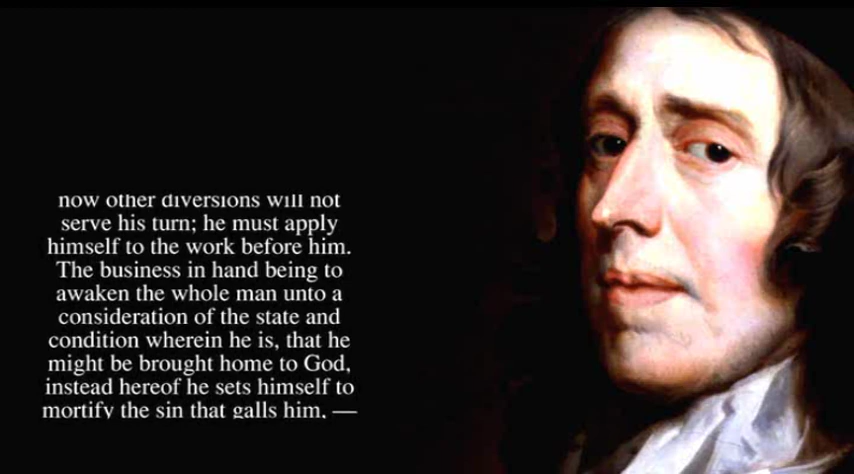 now other diversions will not
serve his turn; he must apply
himself to the work before him.
The business in hand being to
awaken the whole man unto a
consideration of the state and
condition wherein he is, that he
might be brought home to God,
instead hereof he sets himself to
mortify the sin that galls him, —